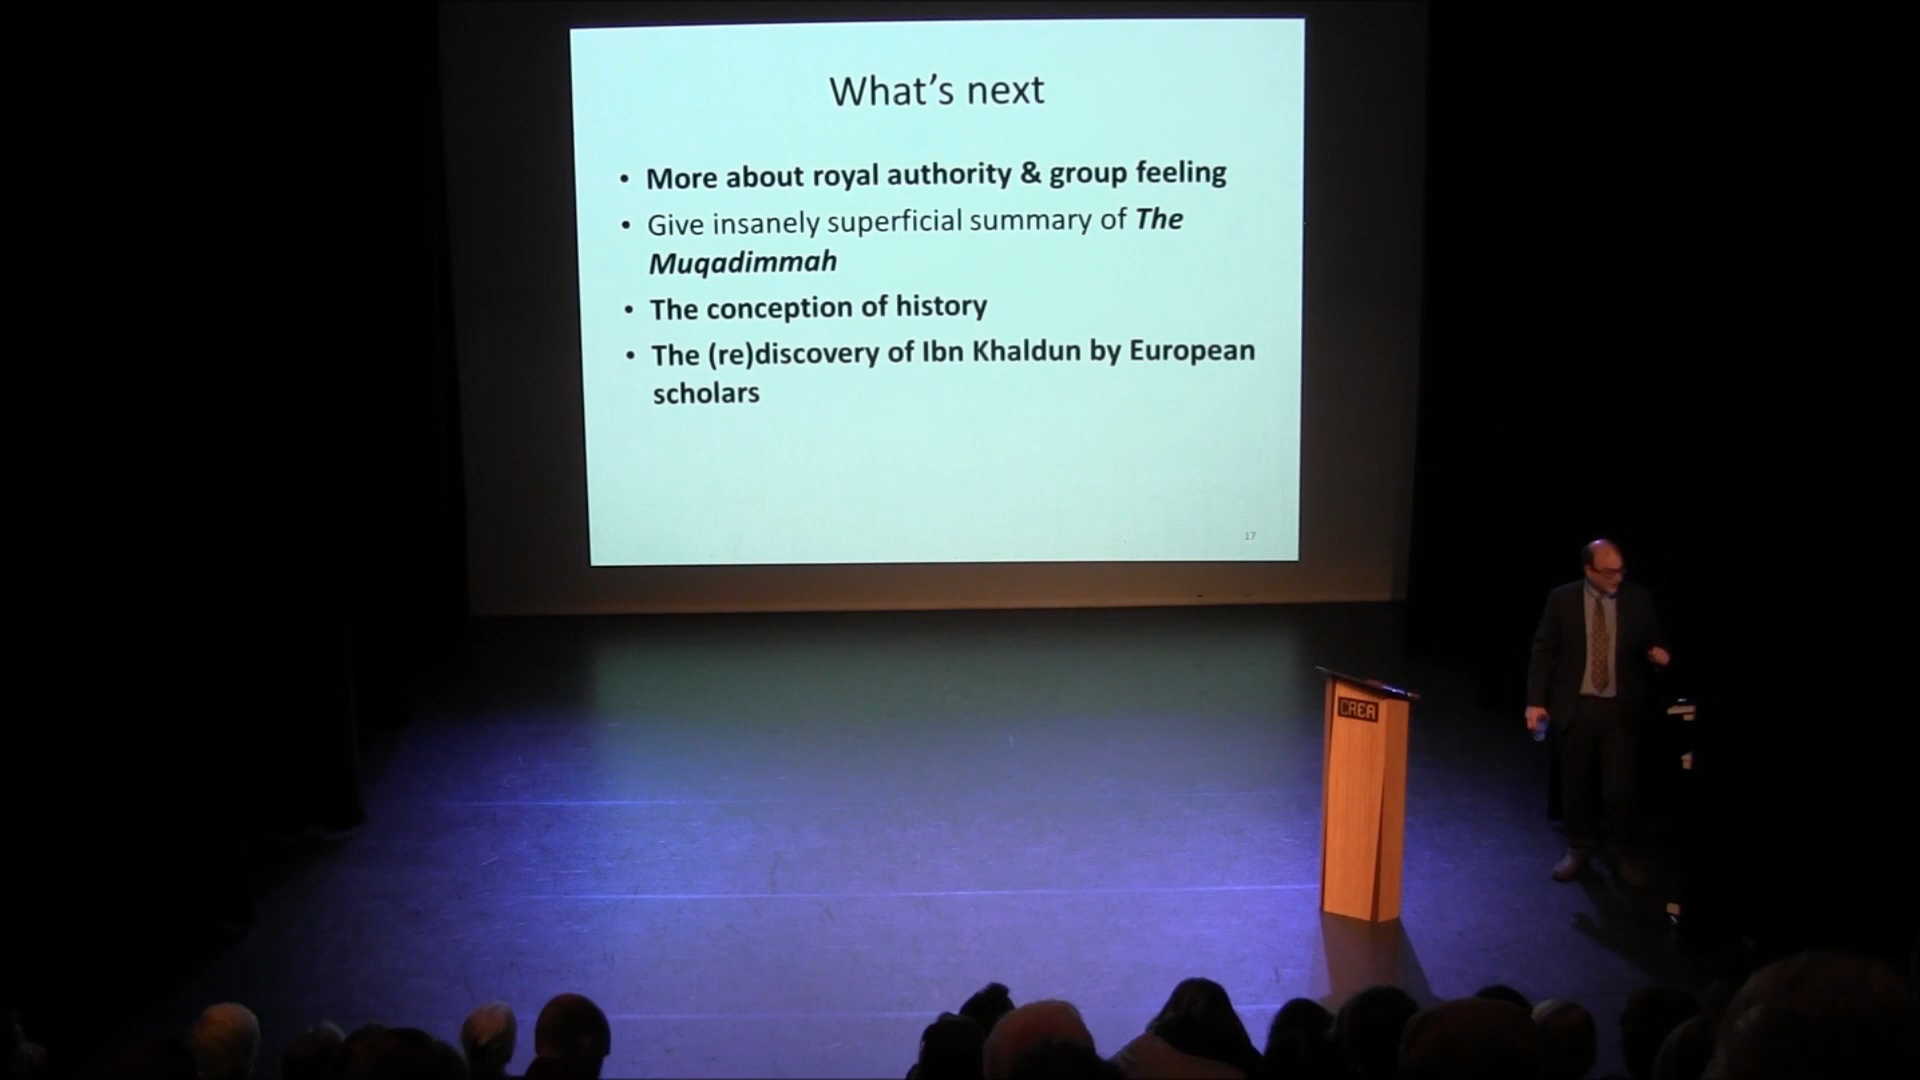 What's next
• More about royal authority & group feeling
• Give insanely superficial summary of The
Muqadimmah
• The conception of history
• The (re)discovery of Ibn Khaldun by European
scholars
17
CREA